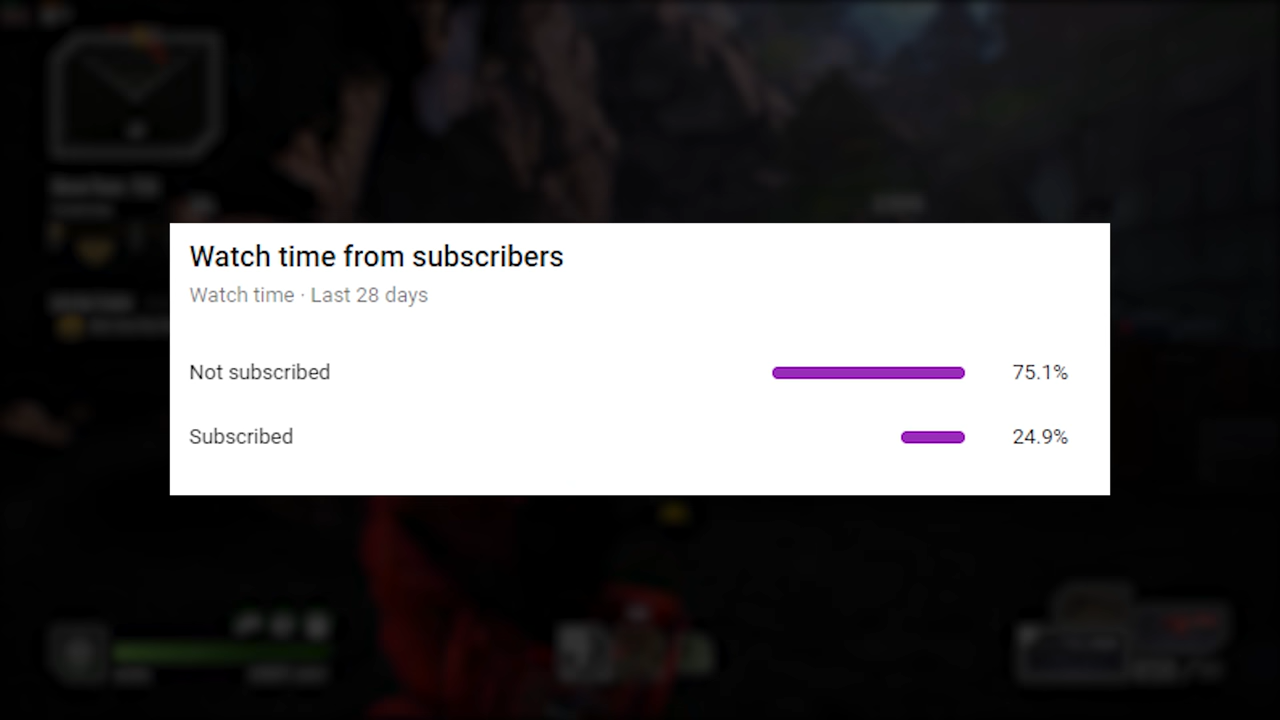 Watch time from subscribers
Watch time · Last 28 days
Not subscribed 75.1%
Subscribed 24.9%